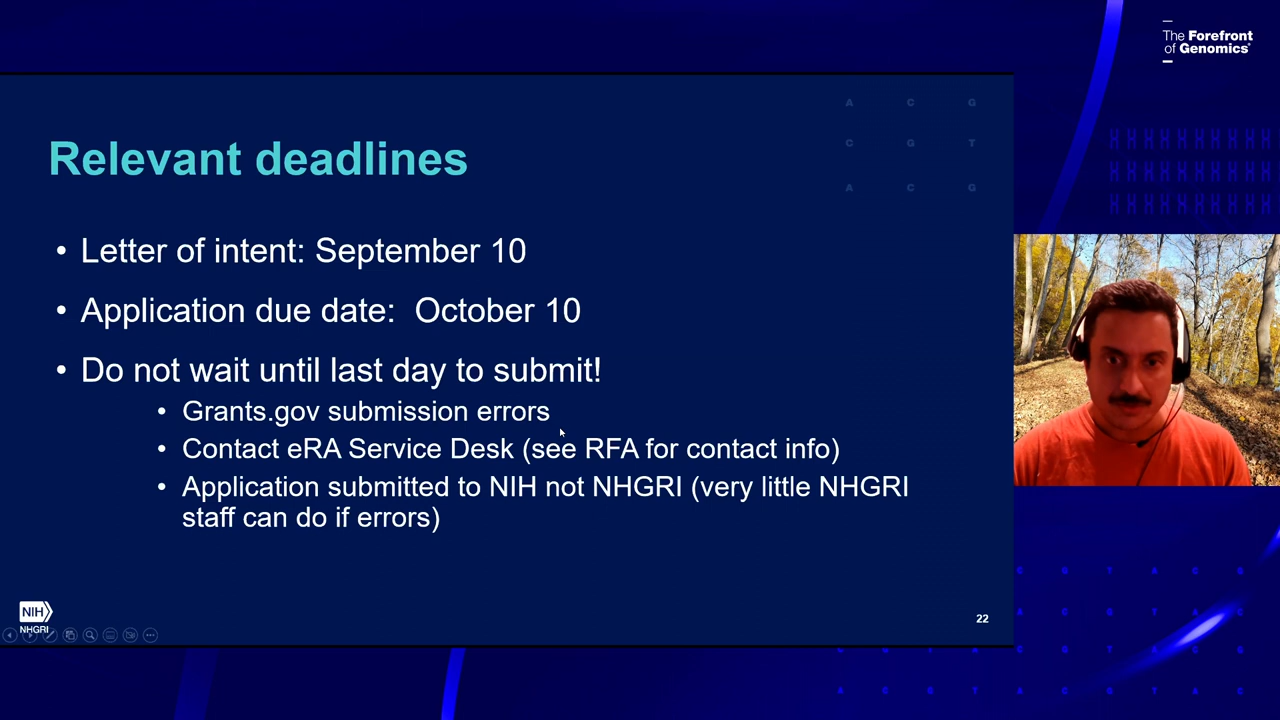 The Forefront
of Genomics®
A C G
C G T
A C G
Relevant deadlines
• Letter of intent: September 10
• Application due date:  October 10
• Do not wait until last day to submit!
• Grants.gov submission errors
• Contact eRA Service Desk (see RFA for contact info)
• Application submitted to NIH not NHGRI (very little NHGRI
staff can do if errors)
NIH
NHGRI
22
A C G T A C G T A C G